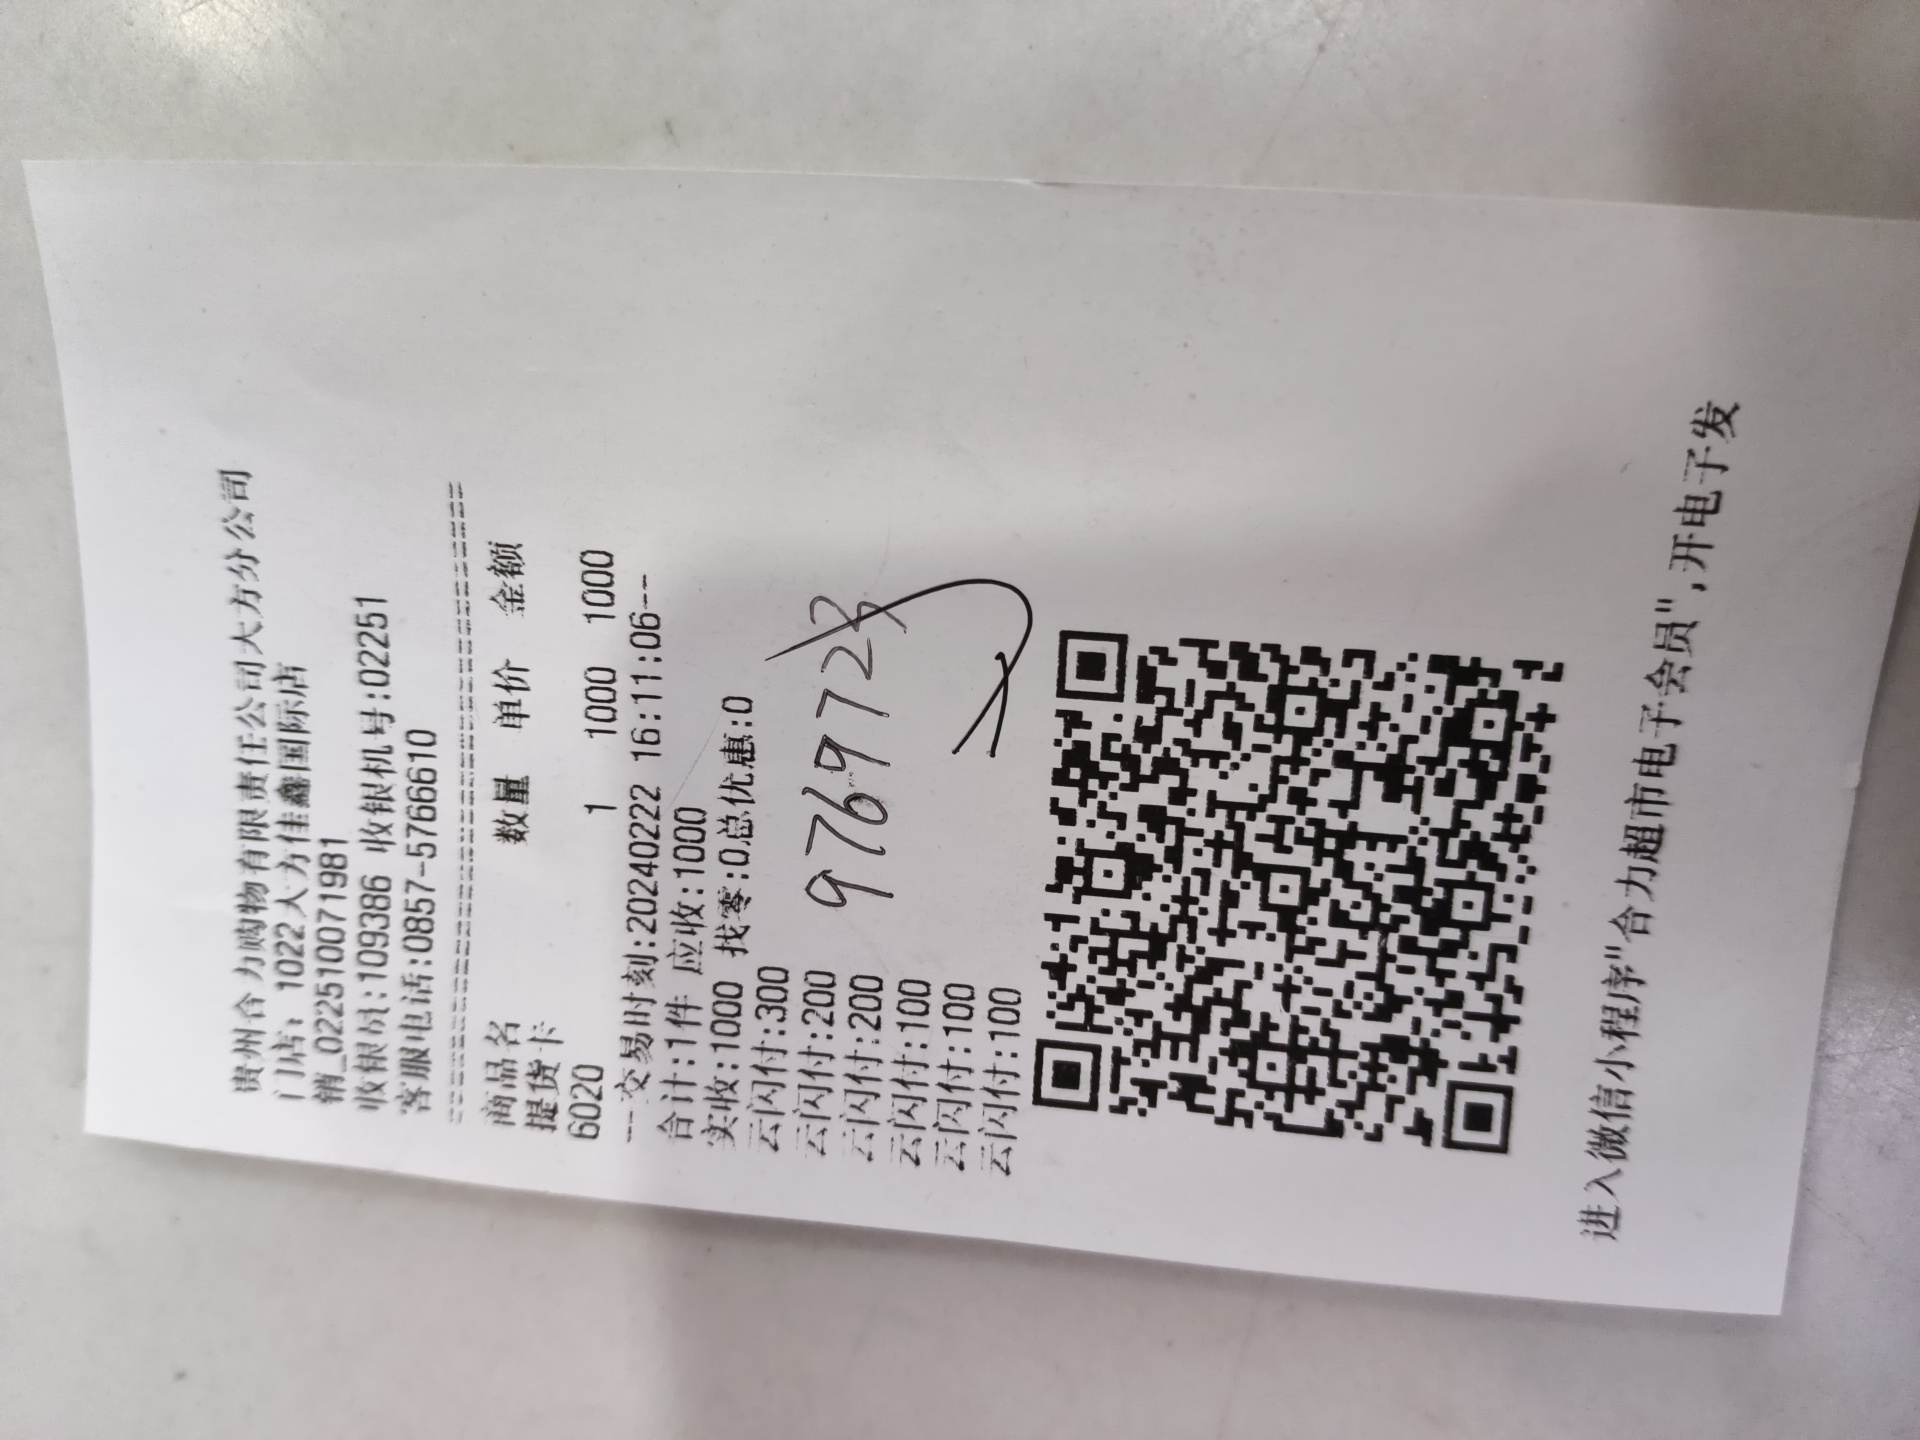 贵州合力购物有限责任公司大方分公司
门店: 1022大方佳鑫国际店
销_022510071981
收银员:109386 收银机号:02251
客服电话:0857-5766610
商品名 数量 单价 金额
提货卡
6020 1 1000 1000
---交易时刻:20240222 16:11:06---
合计:1件 应收:1000
实收:1000 找零:0总优惠:0
云闪付:300
云闪付:200
云闪付:200
云闪付:100
云闪付:100
云闪付:100
进入微信小程序"合力超市电子会员",开电子发